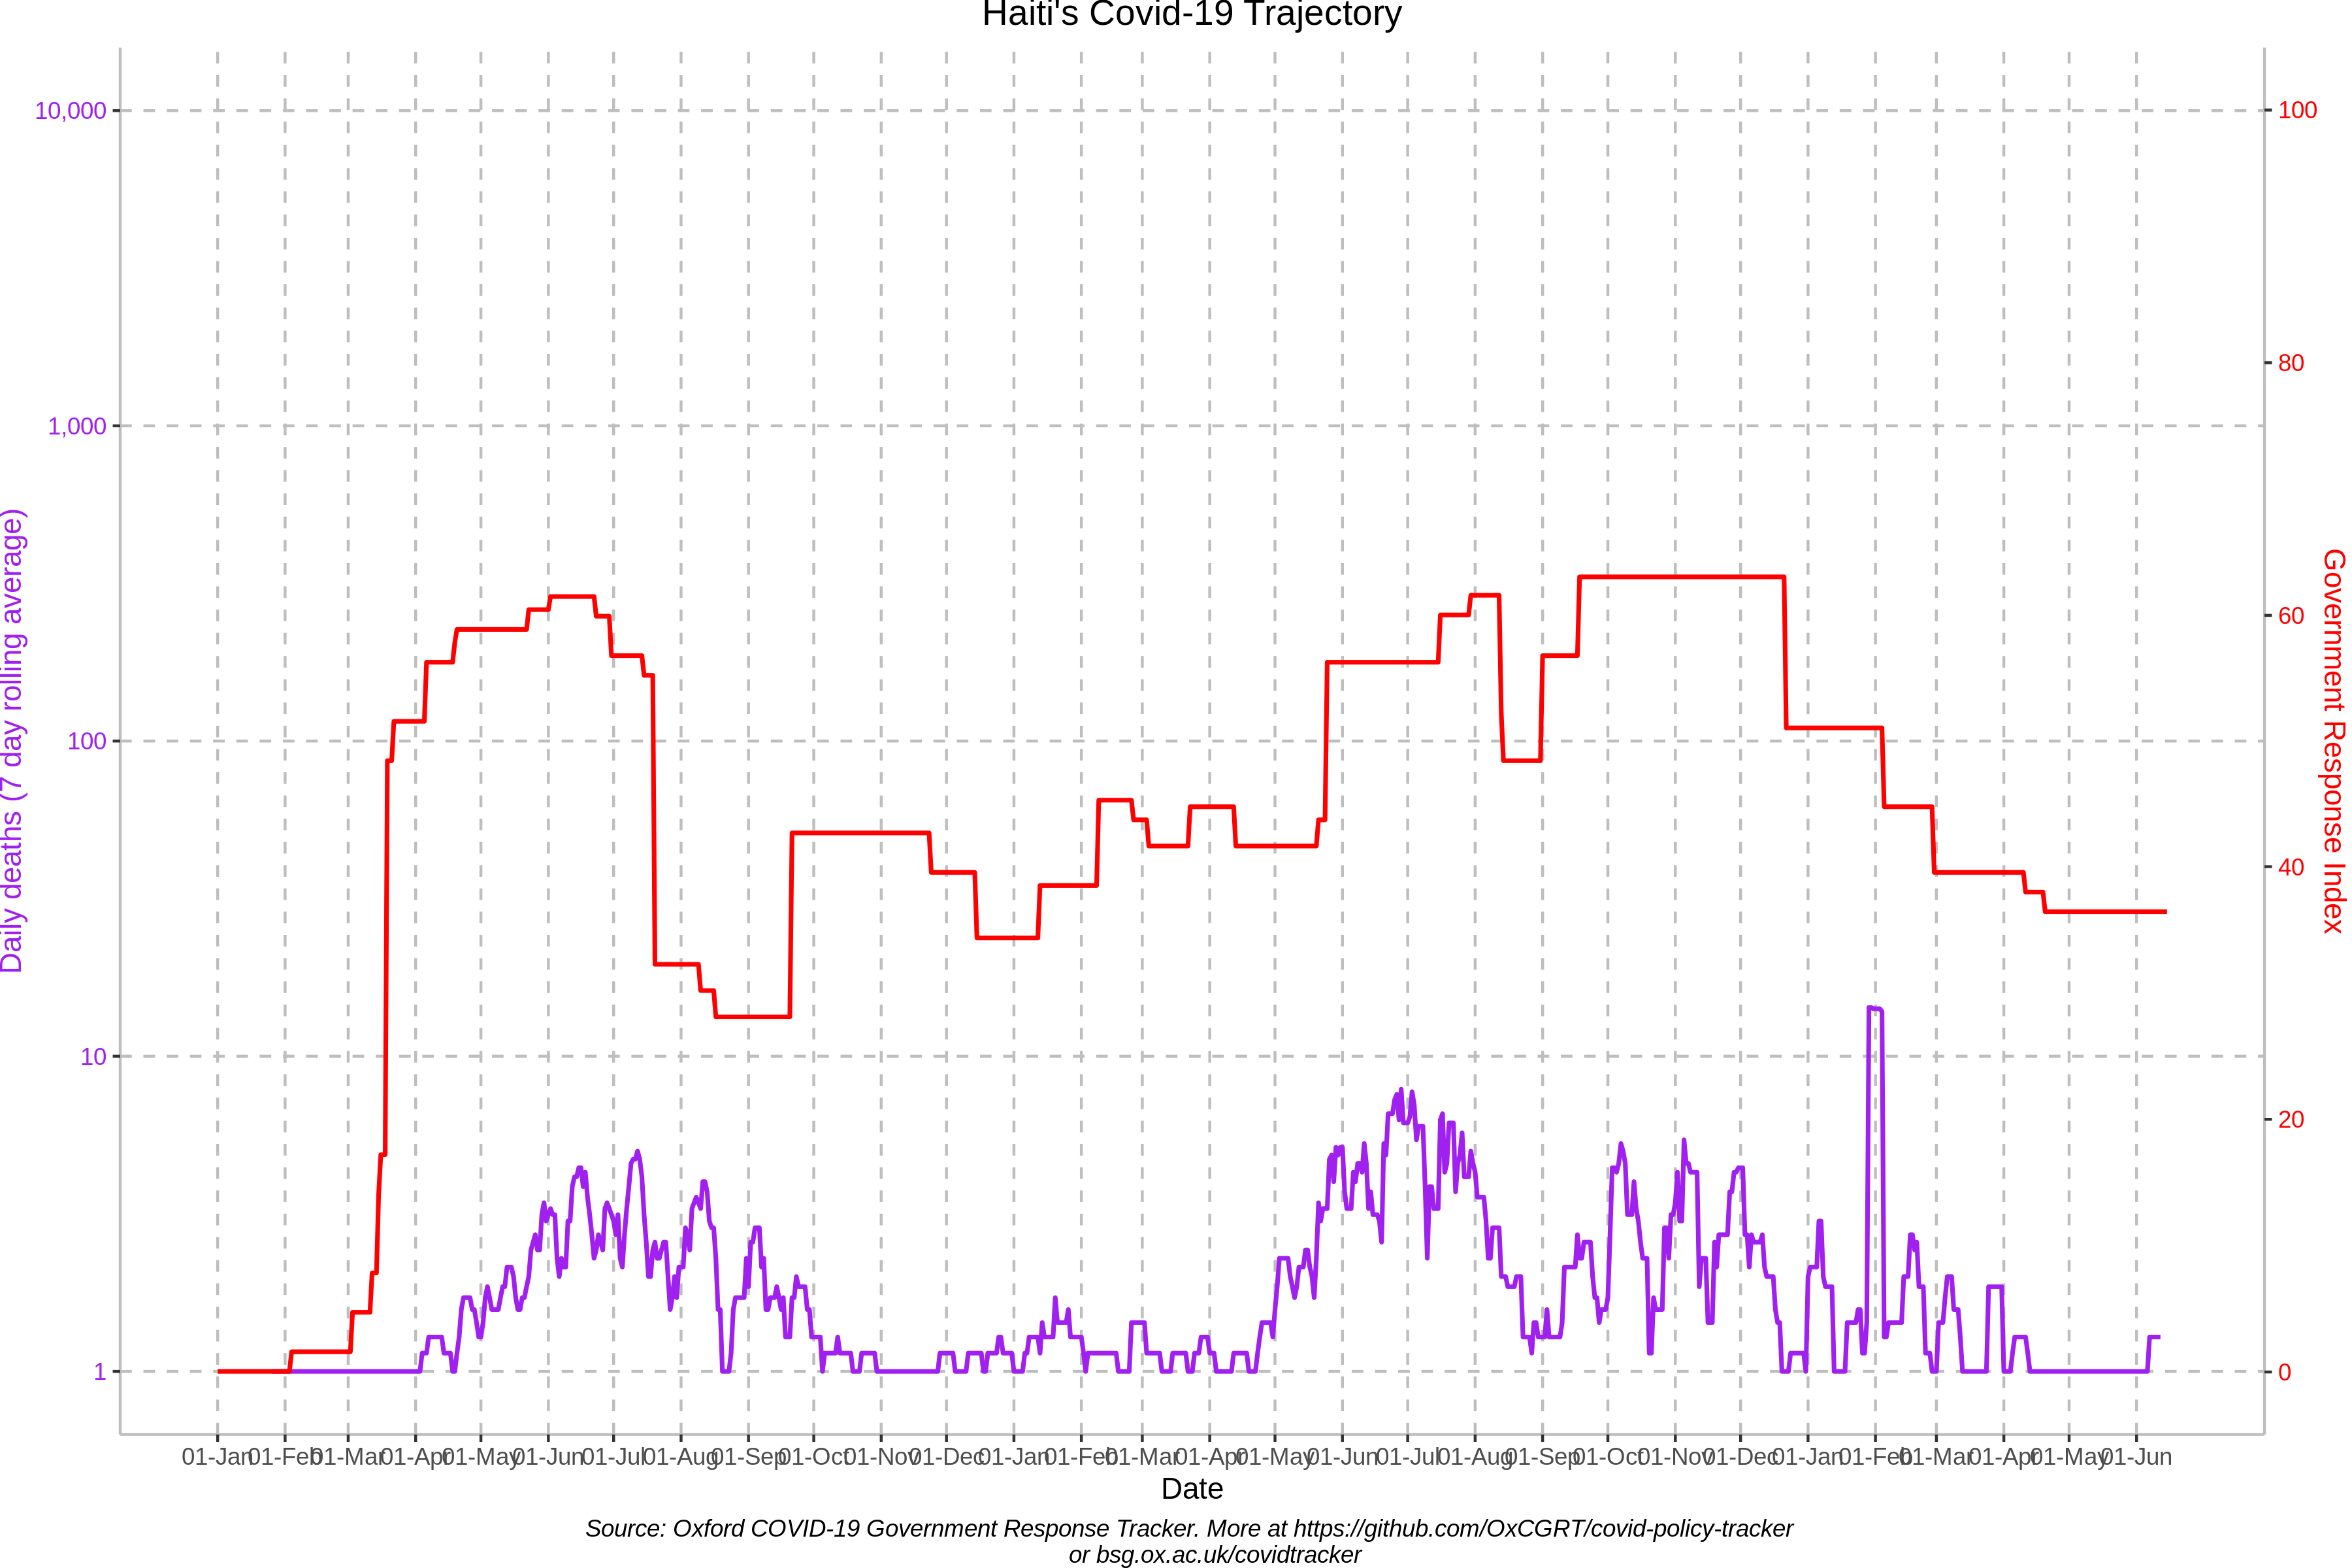 Haiti's Covid-19 Trajectory
10,000
1,000
100
10
1
Daily deaths (7 day rolling average)
100
80
60
40
20
0
Government Response Index
01-Jan 01-Feb 01-Mar 01-Apr 01-May 01-Jun 01-Jul 01-Aug 01-Sep 01-Oct 01-Nov 01-Dec 01-Jan 01-Feb 01-Mar 01-Apr 01-May 01-Jun 01-Jul 01-Aug 01-Sep 01-Oct 01-Nov 01-Dec 01-Jan 01-Feb 01-Mar 01-Apr 01-May 01-Jun
Date
Source: Oxford COVID-19 Government Response Tracker. More at https://github.com/OxCGRT/covid-policy-tracker
or bsg.ox.ac.uk/covidtracker